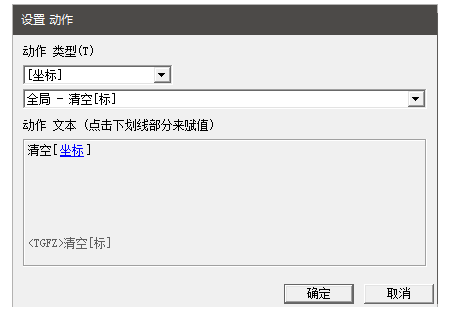 设置 动作
动作 类型(T)
[坐标]
全局 - 清空[标]
动作 文本 (点击下划线部分来赋值)
清空[坐标]
<TGFZ>清空[标]
确定
取消